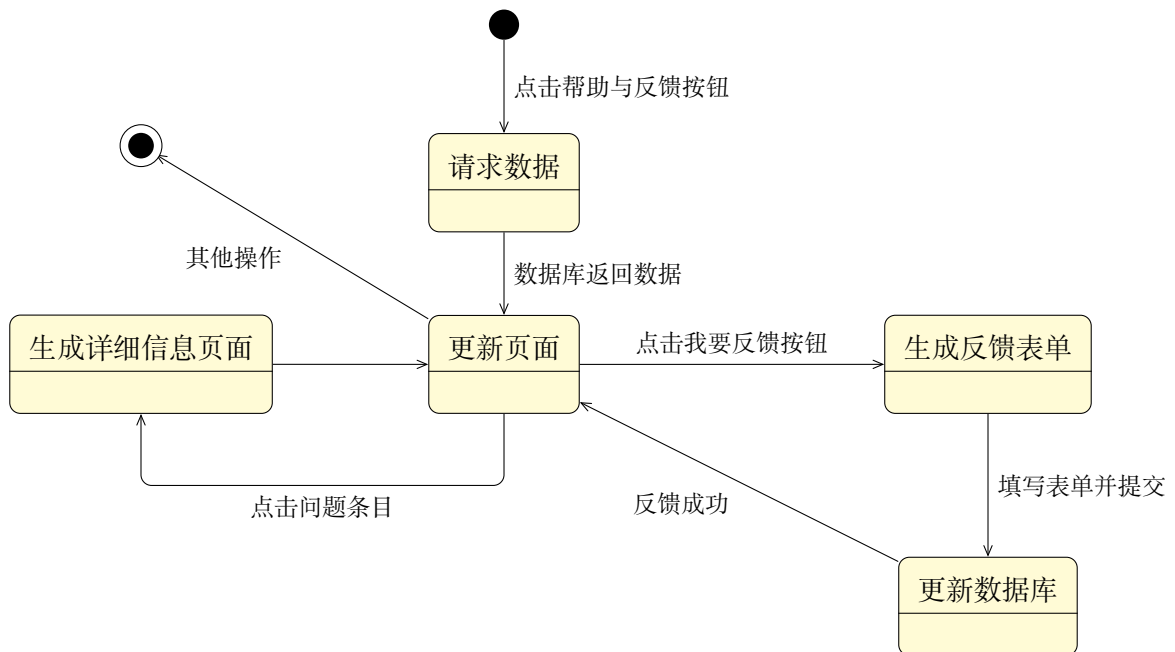 点击帮助与反馈按钮
请求数据
其他操作
数据库返回数据
生成详细信息页面
更新页面
点击我要反馈按钮
生成反馈表单
点击问题条目
反馈成功
填写表单并提交
更新数据库